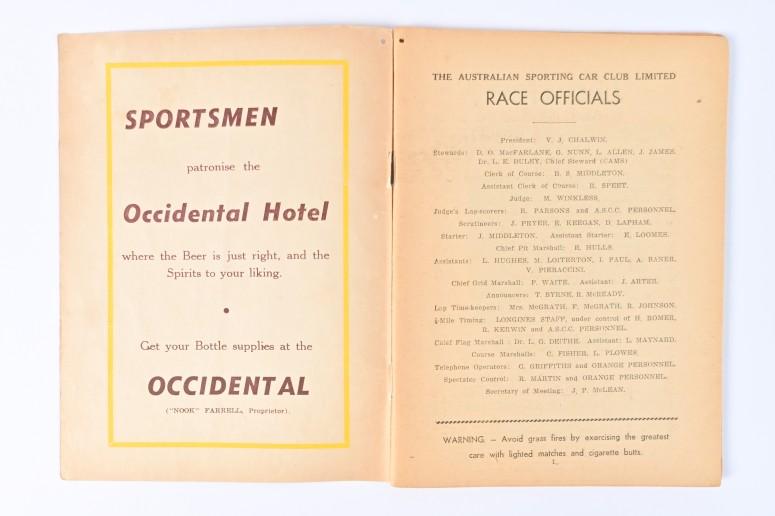 SPORTSMEN
patronise the
Occidental Hotel
where the Beer is just right, and the
Spirits to your liking.
•
Get your Bottle supplies at the
OCCIDENTAL
("NOOK" FARRELL, Proprietor).
THE AUSTRALIAN SPORTING CAR CLUB LIMITED
RACE OFFICIALS
President: V. J. CHALWIN.
Stewards: D. O. MacFARLANE, G. NUNN, L. ALLEN, J. JAMES,
Dr. L. E. BULEY, Chief Steward (CAMS)
Clerk of Course: B. S. MIDDLETON.
Assistant Clerk of Course: R. SPEET.
Judge: M. WINKLESS.
Judge's Lap-scorers: R. PARSONS and A.S.C.C. PERSONNEL.
Scrutineers: J. PRYER, E. KEEGAN, D. LAPHAM.
Starter: J. MIDDLETON. Assistant Starter: E. LOOMES.
Chief Pit Marshall: R. HULLS.
Assistants: L. HUGHES, M. LOITERTON, I. PAUL, A. RANER,
V. PIERACCINI.
Chief Grid Marshall: P. WAITE. Assistant: J. ARTER.
Announcers: T. BYRNE, R. McREADY.
Lap Time-keepers: Mrs. McGRATH, F. McGRATH, R. JOHNSON.
¼-Mile Timing: LONGINES STAFF, under control of H. ROMER,
R. KERWIN and A.S.C.C. PERSONNEL.
Chief Flag Marshall: Dr. L. G. DEITHE. Assistant: L. MAYNARD.
Course Marshalls: C. FISHER, L. PLOWES.
Telephone Operators: G. GRIFFITHS and ORANGE PERSONNEL.
Spectator Control: R. MARTIN and ORANGE PERSONNEL.
Secretary of Meeting: J. P. McLEAN.
WARNING. — Avoid grass fires by exercising the greatest
care with lighted matches and cigarette butts.